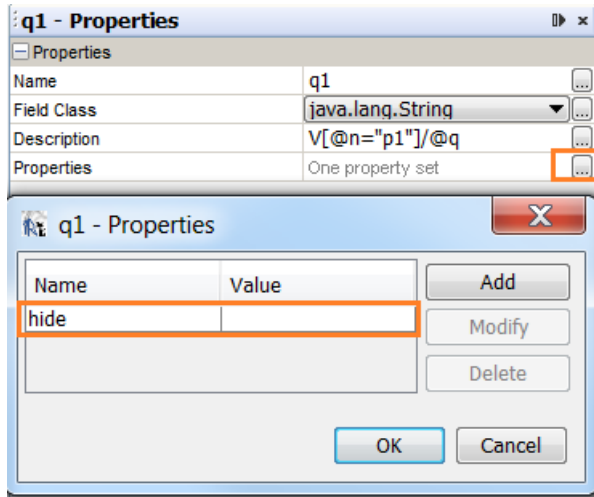 q1 - Properties
Properties
Name q1 ...
Field Class java.lang.String ...
Description V[@n="p1"]/@q ...
Properties One property set ...
q1 - Properties
Name Value Add
hide Modify
Delete
OK Cancel